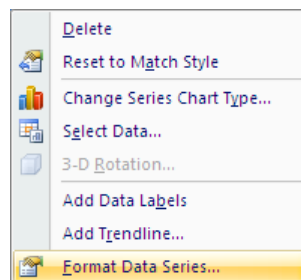 Delete
Reset to Match Style
Change Series Chart Type...
Select Data...
3-D Rotation...
Add Data Labels
Add Trendline...
Format Data Series...